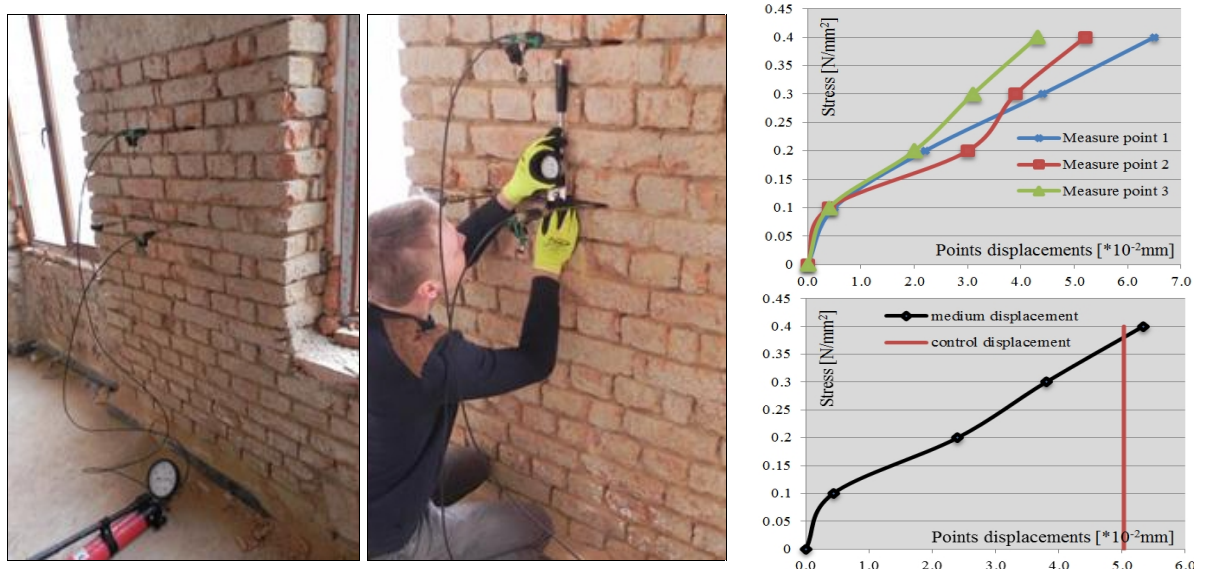 0.45
0.4
0.35
0.3
0.25
0.2
0.15
0.1
0.05
0
Stress [N/mm²]
Measure point 1
Measure point 2
Measure point 3
Points displacements [*10⁻²mm]
0.0 1.0 2.0 3.0 4.0 5.0 6.0 7.0
0.45
0.4
0.35
0.3
0.25
0.2
0.15
0.1
0.05
0
Stress [N/mm²]
medium displacement
control displacement
Points displacements [*10⁻²mm]
0.0 1.0 2.0 3.0 4.0 5.0 6.0